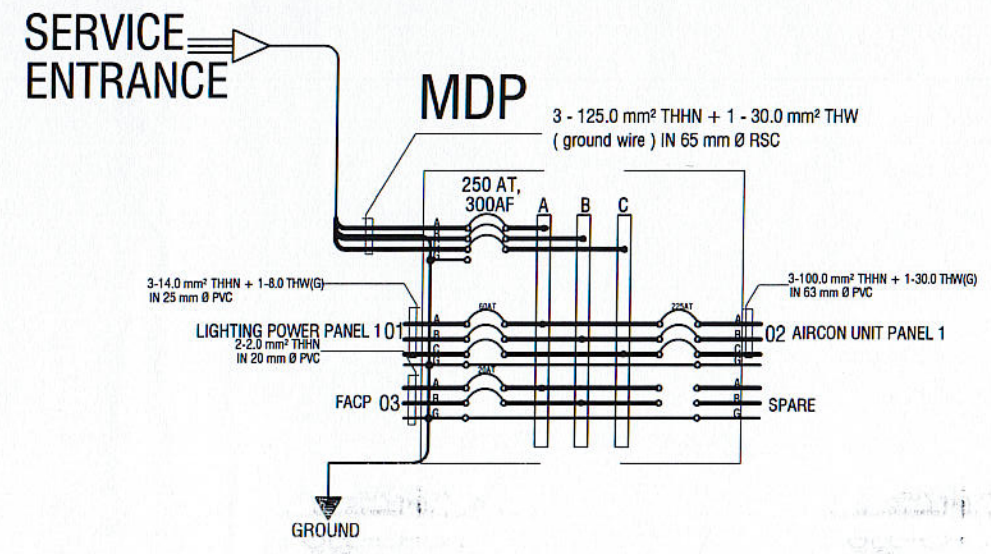 SERVICE
ENTRANCE
MDP
3 - 125.0 mm² THHN + 1 - 30.0 mm² THW
( ground wire ) IN 65 mm Ø RSC
250 AT,
300AF
A B C
A
G
3-14.0 mm² THHN + 1-8.0 THW(G)
IN 25 mm Ø PVC
3-100.0 mm² THHN + 1-30.0 THW(G)
IN 63 mm Ø PVC
60AT
225AT
A
A
LIGHTING POWER PANEL 1 01
B
B
02 AIRCON UNIT PANEL 1
2-2.0 mm² THHN
IN 20 mm Ø PVC
C
C
G
G
20AT
A
A
FACP 03
B
B
SPARE
G
G
GROUND